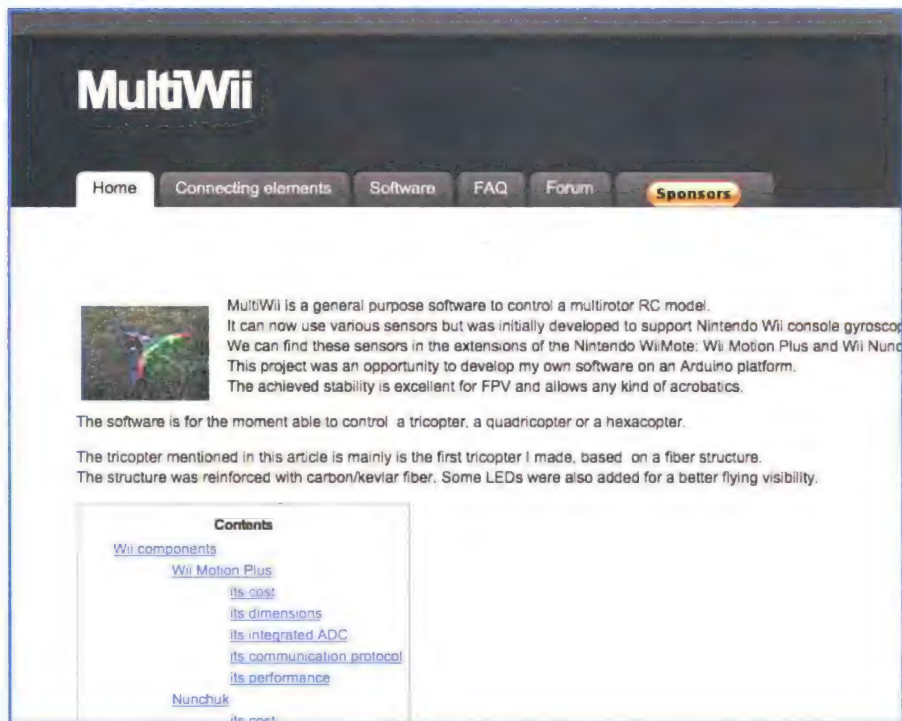 MultiWii
Home Connecting elements Software FAQ Forum Sponsors
MultiWii is a general purpose software to control a multirotor RC model.
It can now use various sensors but was initially developed to support Nintendo Wii console gyroscop
We can find these sensors in the extensions of the Nintendo WiiMote: Wii Motion Plus and Wii Nunc
This project was an opportunity to develop my own software on an Arduino platform.
The achieved stability is excellent for FPV and allows any kind of acrobatics.
The software is for the moment able to control a tricopter, a quadricopter or a hexacopter.
The tricopter mentioned in this article is mainly is the first tricopter I made, based on a fiber structure.
The structure was reinforced with carbon/kevlar fiber. Some LEDs were also added for a better flying visibility.
Contents
Wii components
Wii Motion Plus
its cost
its dimensions
its integrated ADC
its communication protocol
its performance
Nunchuk
its cost